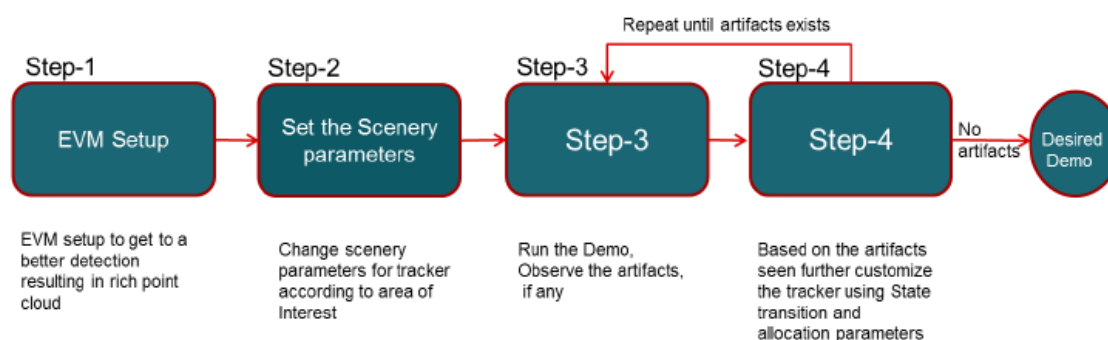 Repeat until artifacts exists
Step-1
Step-2
Step-3
Step-4
EVM Setup
Set the Scenery
parameters
Step-3
Step-4
No
artifacts
Desired
Demo
EVM setup to get to a
better detection
resulting in rich point
cloud
Change scenery
parameters for tracker
according to area of
Interest
Run the Demo,
Observe the artifacts,
if any
Based on the artifacts
seen further customize
the tracker using State
transition and
allocation parameters